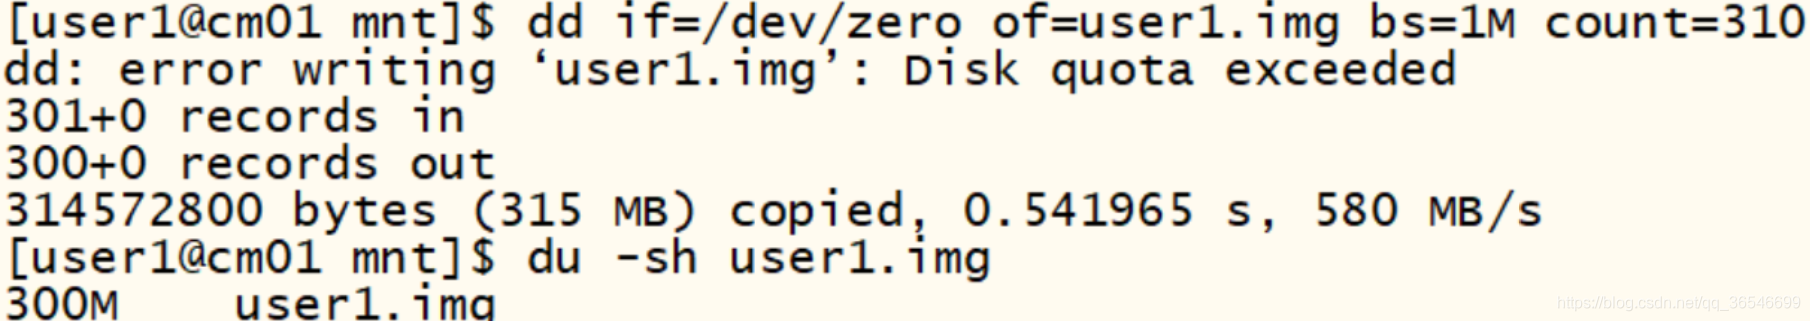 [user1@cm01 mnt]$ dd if=/dev/zero of=user1.img bs=1M count=310
dd: error writing ‘user1.img’: Disk quota exceeded
301+0 records in
300+0 records out
314572800 bytes (315 MB) copied, 0.541965 s, 580 MB/s
[user1@cm01 mnt]$ du -sh user1.img
300M    user1.img
https://blog.csdn.net/qq_36546699